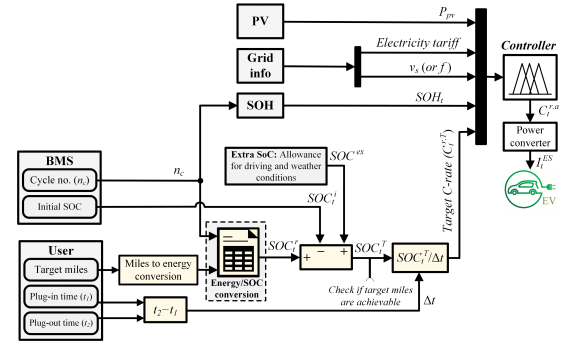 PV
P_pv
Grid
info
Electricity tariff
v_s (or f)
SOH
SOH_t
Controller
C_t^{r,a}
Power
converter
I_t^{ES}
EV
Target C-rate (C_t^{r,T})
BMS
Cycle no. (n_c)
Initial SOC
n_c
Extra SoC: Allowance
for driving and weather
conditions
SOC^{ex}
SOC_t^i
User
Target miles
Plug-in time (t_1)
Plug-out time (t_2)
Miles to energy
conversion
Energy/SOC
conversion
SOC_t^r
+ − +
SOC_t^T
SOC_t^T/Δt
Check if target miles
are achievable
t_2−t_1
Δt